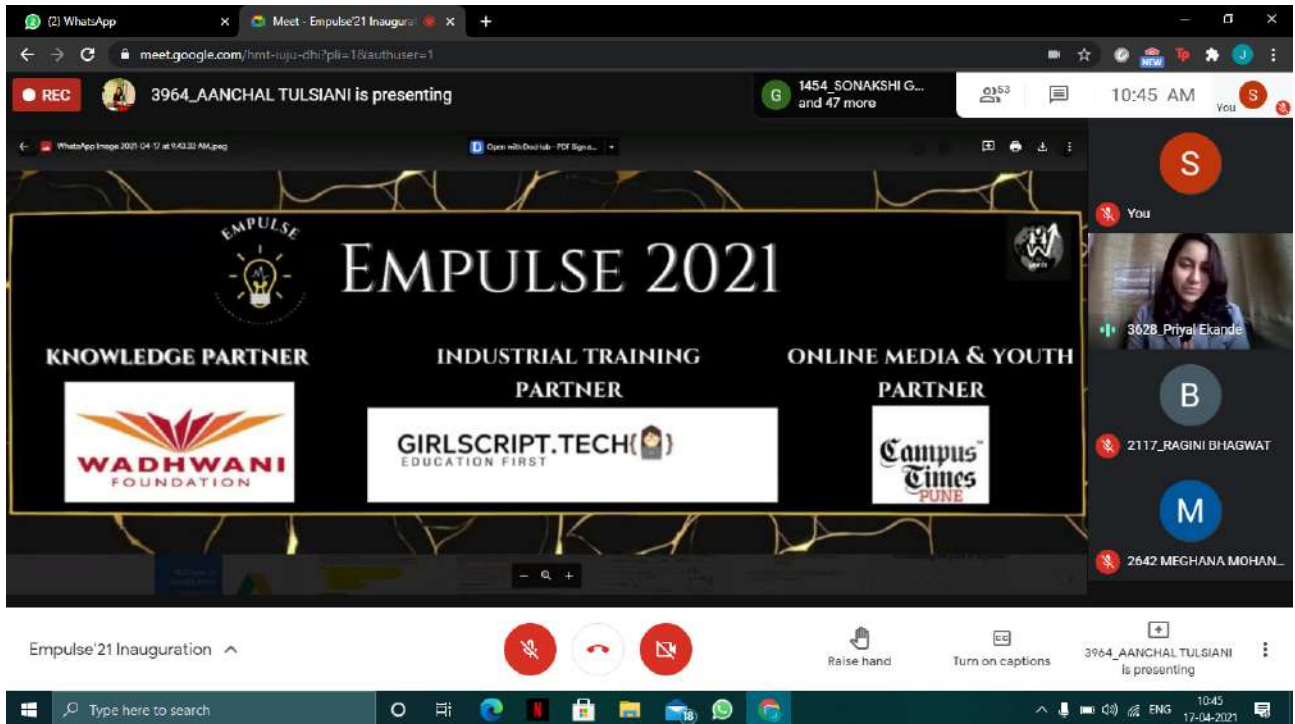 (2) WhatsApp
Meet - Empulse'21 Inaugura
meet.google.com/hmt-iuju-dhi?pli=1&authuser=1
NEW
Tp
J
REC
3964_AANCHAL TULSIANI is presenting
G
1454_SONAKSHI G...
and 47 more
53
10:45 AM
You
S
WhatsApp Image 2021-04-17 at 9.43.33 AM.jpeg
Open with DocHub - PDF Sign a...
S
You
EMPULSE
EMPULSE 2021
3628_Priyal Ekande
KNOWLEDGE PARTNER
INDUSTRIAL TRAINING
PARTNER
ONLINE MEDIA & YOUTH
PARTNER
WADHWANI
FOUNDATION
GIRLSCRIPT.TECH{ }
EDUCATION FIRST
Campus
Times
PUNE
B
2117_RAGINI BHAGWAT
M
2642 MEGHANA MOHAN...
Empulse'21 Inauguration
Raise hand
Turn on captions
3964_AANCHAL TULSIANI
is presenting
Type here to search
N
18
ENG
10:45
17-04-2021